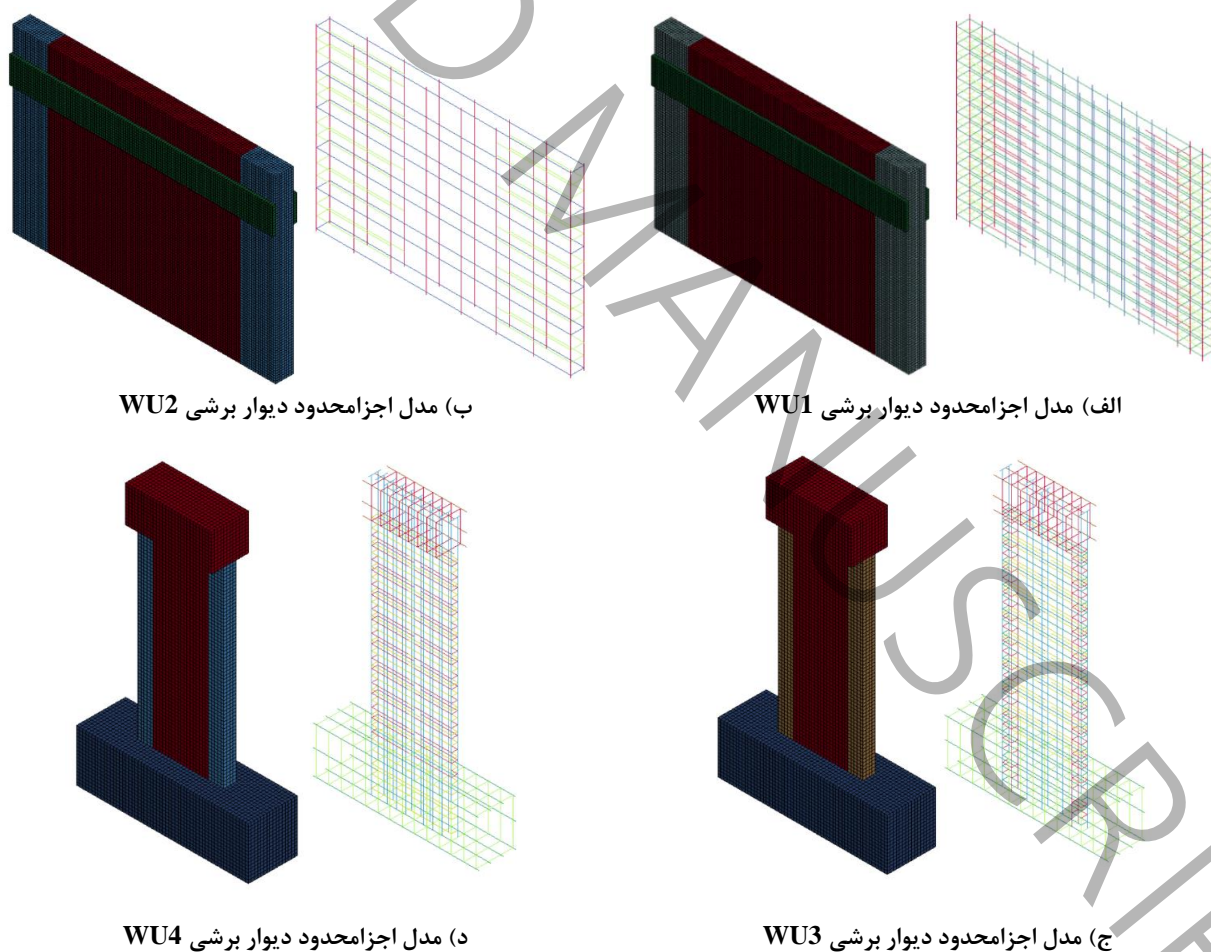 الف) مدل اجزامحدود دیوار برشی WU1
ب) مدل اجزامحدود دیوار برشی WU2
ج) مدل اجزامحدود دیوار برشی WU3
د) مدل اجزامحدود دیوار برشی WU4
D MANUSCRI